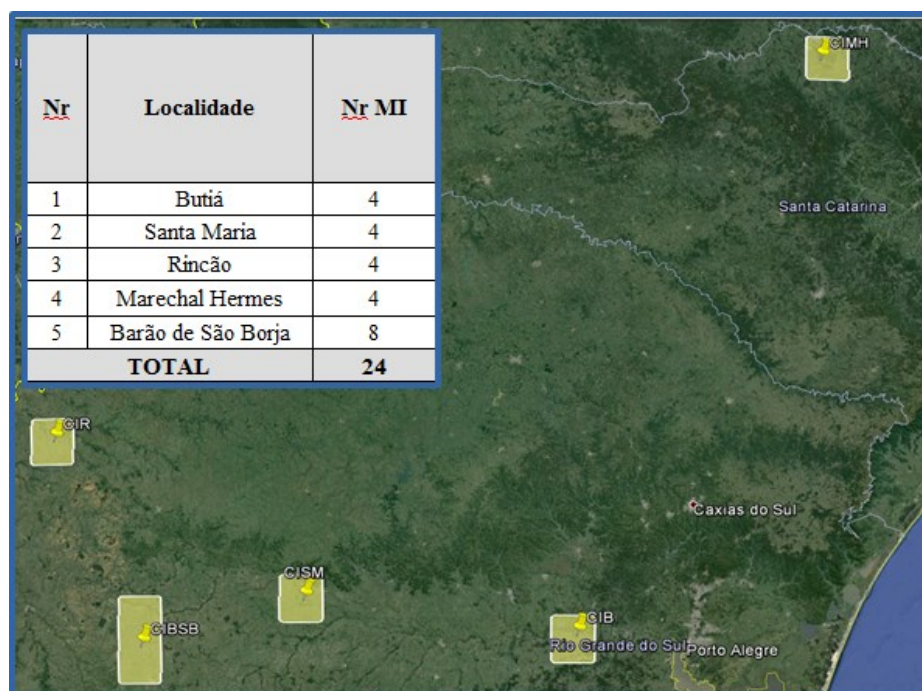 Nr Localidade Nr MI
1 Butiá 4
2 Santa Maria 4
3 Rincão 4
4 Marechal Hermes 4
5 Barão de São Borja 8
TOTAL 24
CIMH
Santa Catarina
CIR
Caxias do Sul
CISM
CIBSB
CIB
Rio Grande do Sul
Porto Alegre